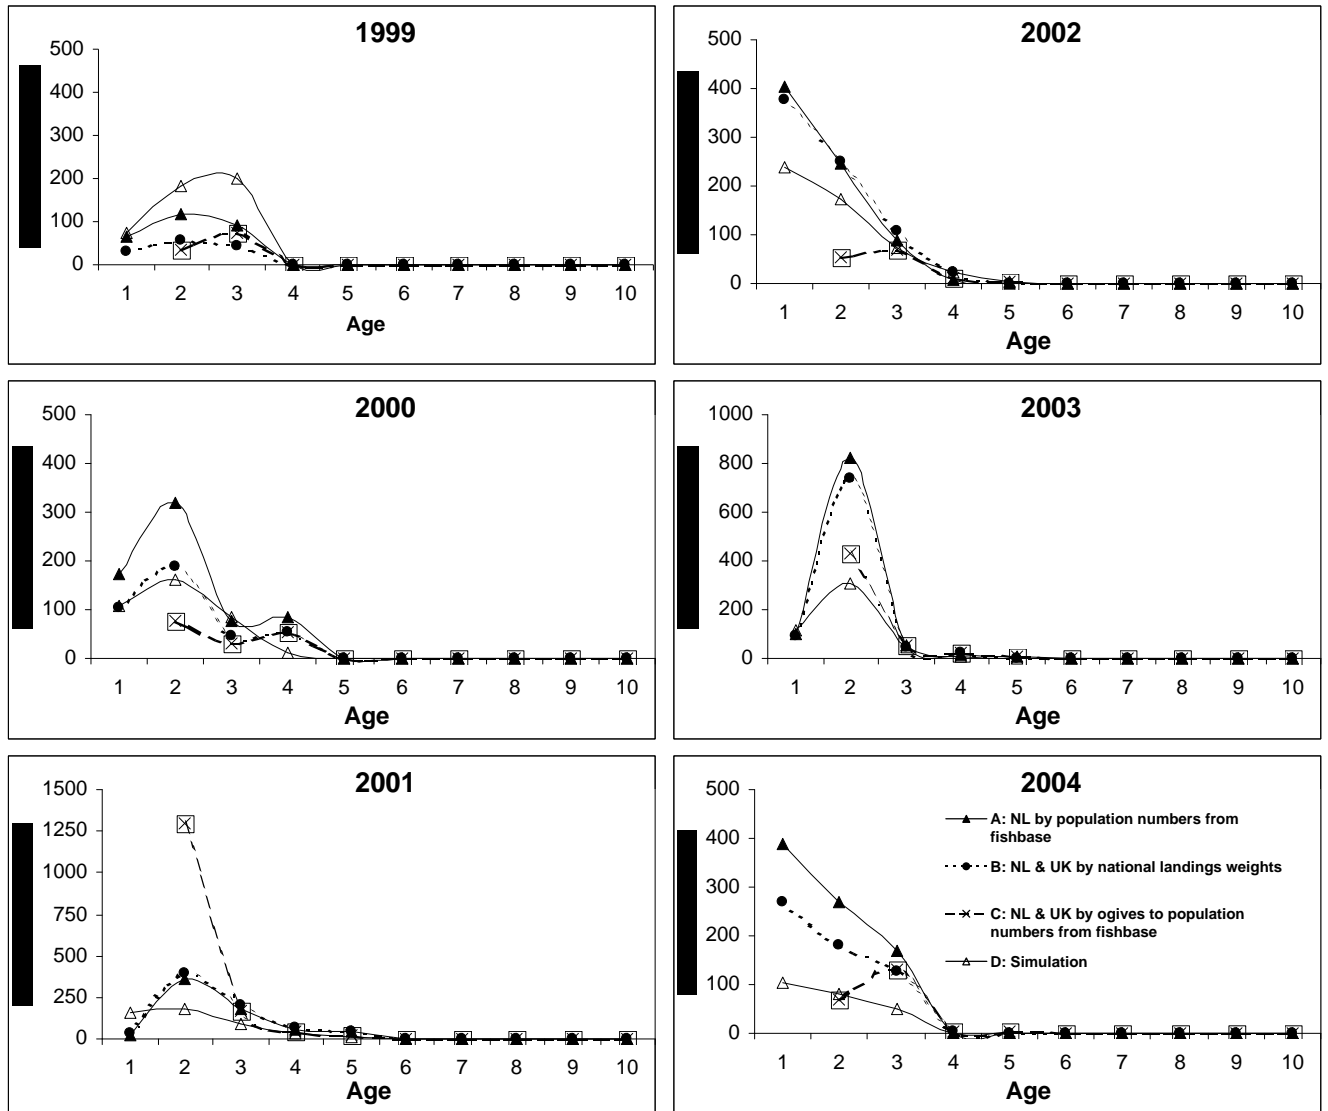 1999
500
400
300
200
100
0
1 2 3 4 5 6 7 8 9 10
Age
2002
500
400
300
200
100
0
1 2 3 4 5 6 7 8 9 10
Age
2000
500
400
300
200
100
0
1 2 3 4 5 6 7 8 9 10
Age
2003
1000
800
600
400
200
0
1 2 3 4 5 6 7 8 9 10
Age
2001
1500
1250
1000
750
500
250
0
1 2 3 4 5 6 7 8 9 10
Age
2004
500
400
300
200
100
0
A: NL by population numbers from
fishbase
B: NL & UK by national landings weights
C: NL & UK by ogives to population
numbers from fishbase
D: Simulation
1 2 3 4 5 6 7 8 9 10
Age